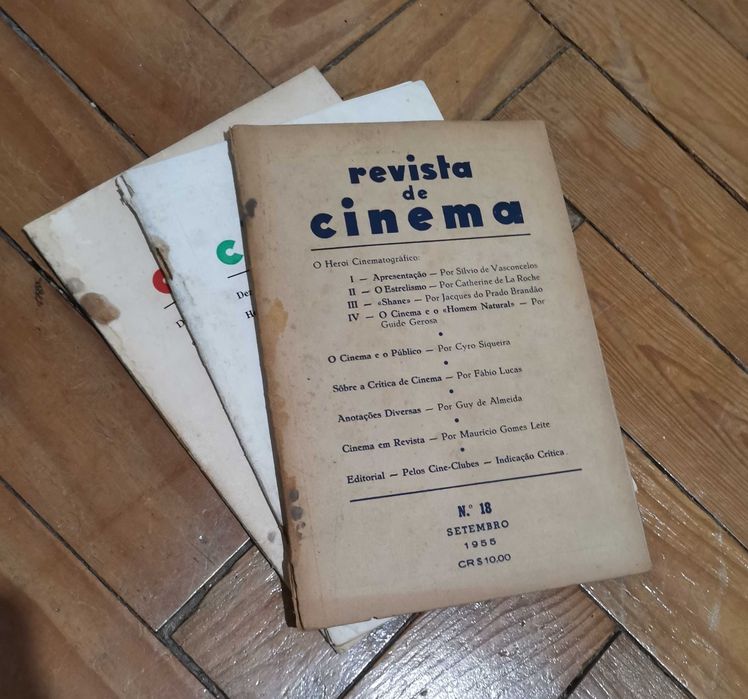 revista
de
cinema
O Heroi Cinematográfico:
I — Apresentação — Por Sílvio de Vasconcelos
II — O Estrelismo — Por Catherine de La Roche
III — «Shane» — Por Jacques do Prado Brandão
IV — O Cinema e o «Homem Natural» — Por
Guido Gerosa
O Cinema e o Público — Por Cyro Siqueira
Sôbre a Crítica de Cinema — Por Fábio Lucas
Anotações Diversas — Por Guy de Almeida
Cinema em Revista — Por Maurício Gomes Leite
Editorial — Pelos Cine-Clubes — Indicação Crítica
N.º 18
SETEMBRO
1955
CR$10,00